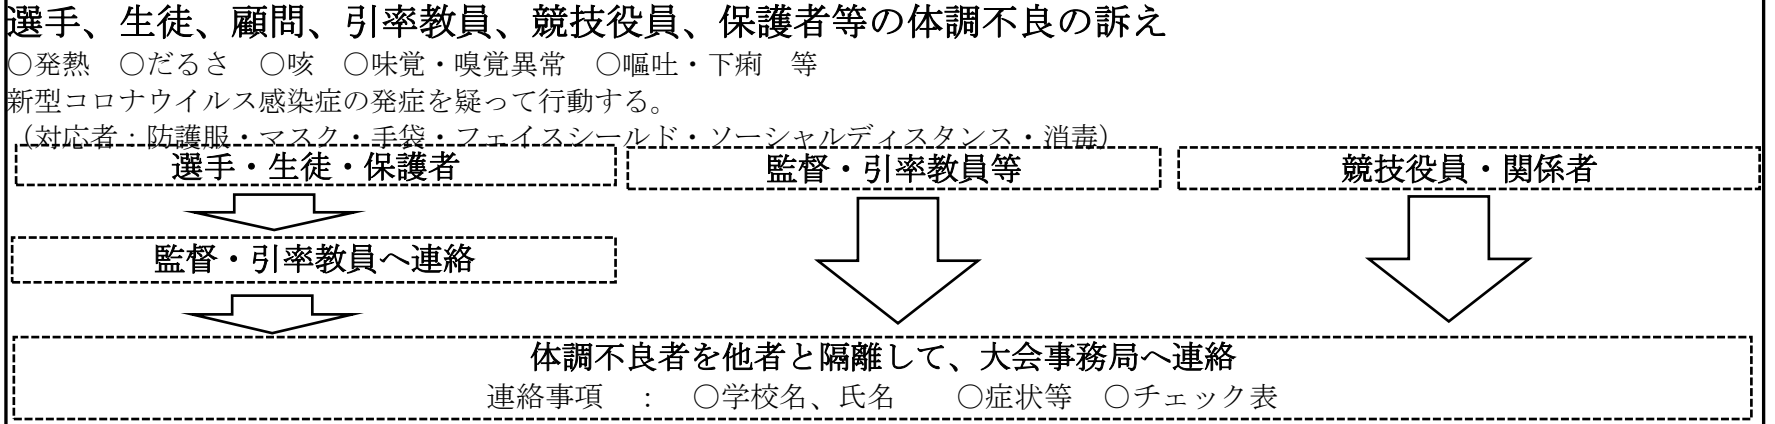 選手、生徒、顧問、引率教員、競技役員、保護者等の体調不良の訴え
○発熱　○だるさ　○咳　○味覚・嗅覚異常　○嘔吐・下痢　等
新型コロナウイルス感染症の発症を疑って行動する。
（対応者：防護服・マスク・手袋・フェイスシールド・ソーシャルディスタンス・消毒）
選手・生徒・保護者
監督・引率教員等
競技役員・関係者
監督・引率教員へ連絡
体調不良者を他者と隔離して、大会事務局へ連絡
連絡事項　：　○学校名、氏名　　○症状等　○チェック表